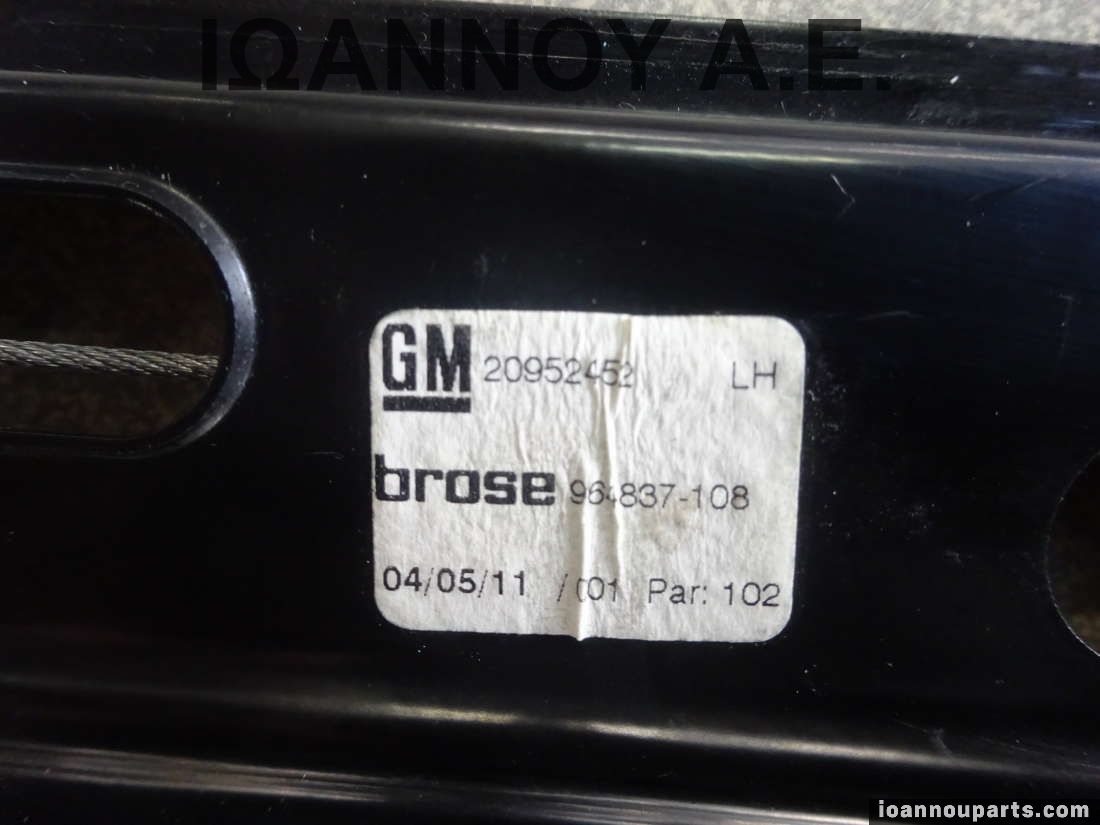 ΙΩΑΝΝΟΥ Α.Ε.
GM 20952452 LH
brose 964837-108
04/05/11 /001 Par: 102
ioannouparts.com